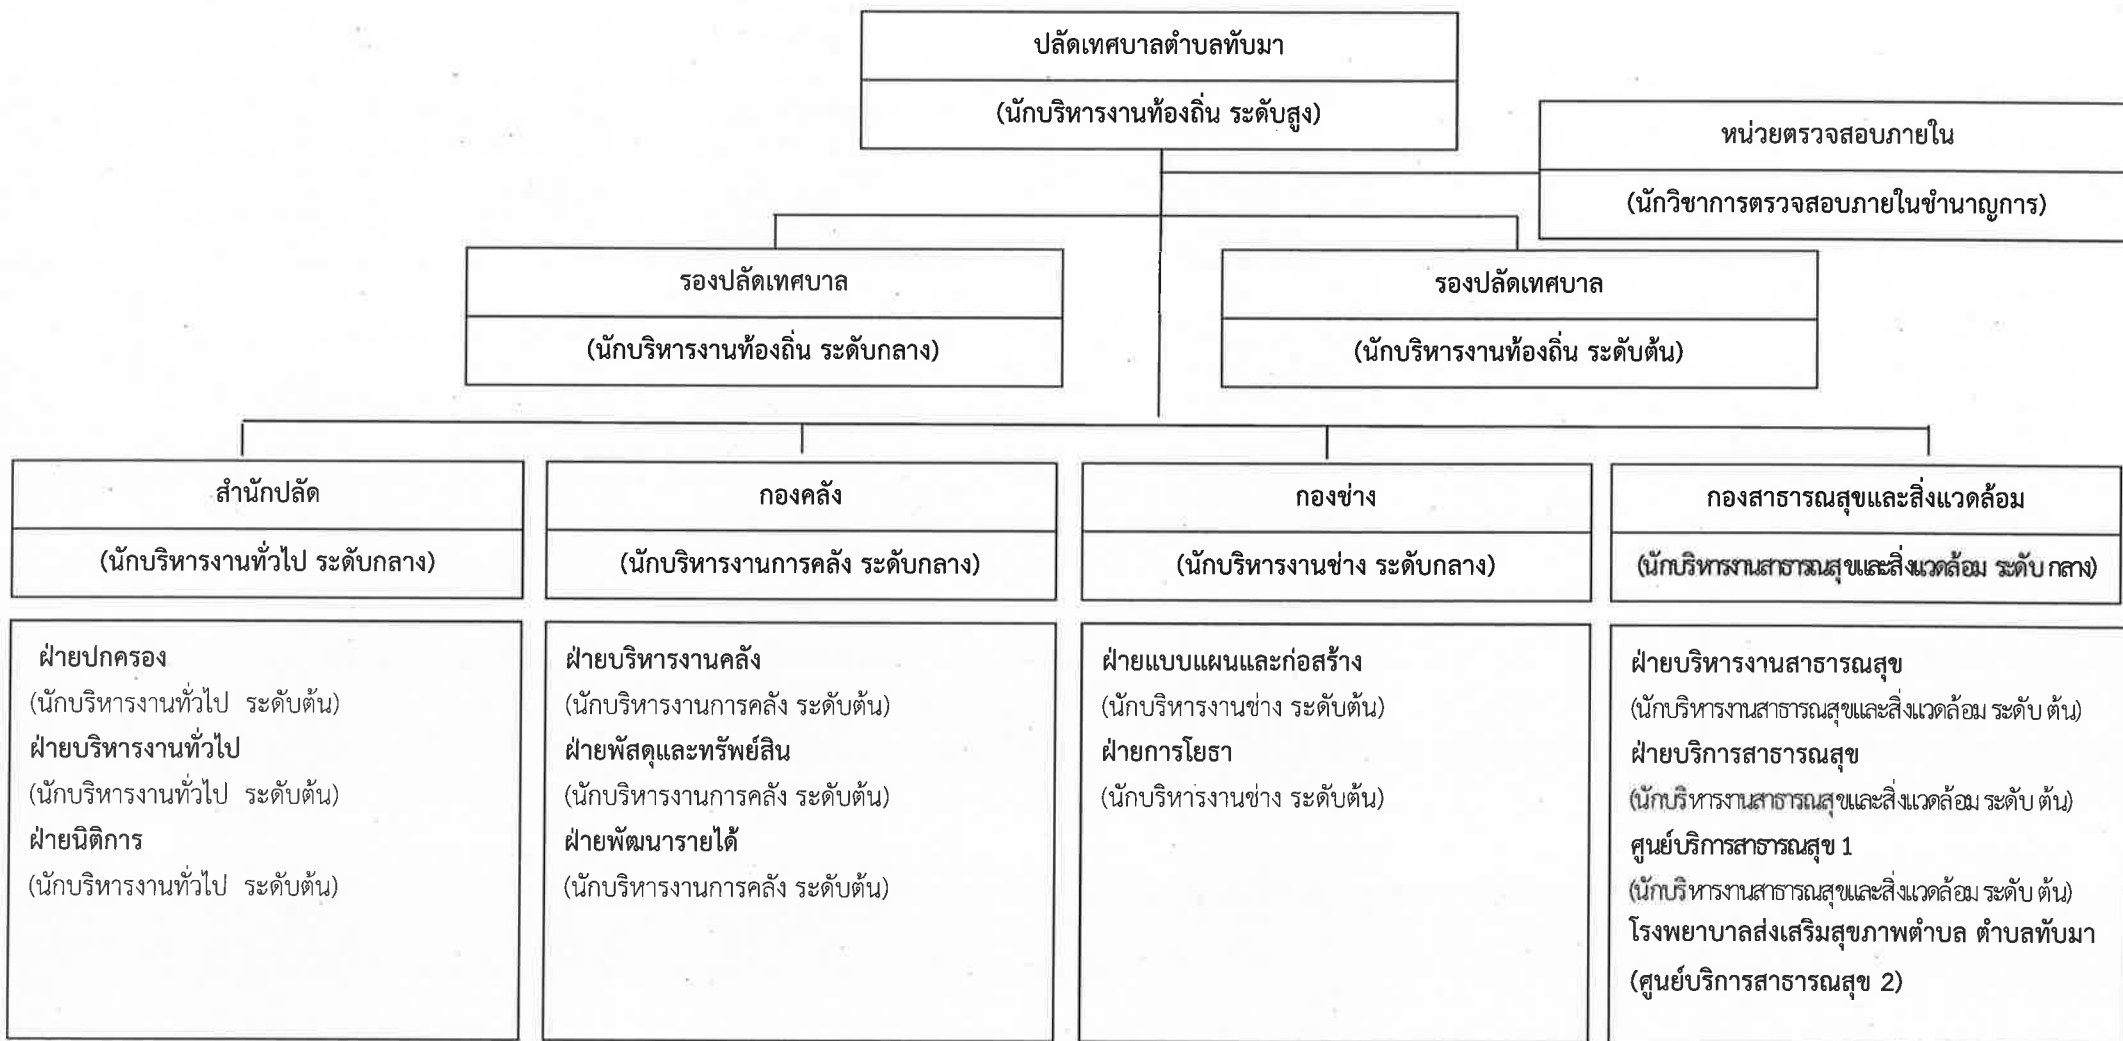 ปลัดเทศบาลตำบลทับมา
(นักบริหารงานท้องถิ่น ระดับสูง)
หน่วยตรวจสอบภายใน
(นักวิชาการตรวจสอบภายในชำนาญการ)
รองปลัดเทศบาล
(นักบริหารงานท้องถิ่น ระดับกลาง)
รองปลัดเทศบาล
(นักบริหารงานท้องถิ่น ระดับต้น)
สำนักปลัด
(นักบริหารงานทั่วไป ระดับกลาง)
กองคลัง
(นักบริหารงานการคลัง ระดับกลาง)
กองช่าง
(นักบริหารงานช่าง ระดับกลาง)
กองสาธารณสุขและสิ่งแวดล้อม
(นักบริหารงานสาธารณสุขและสิ่งแวดล้อม ระดับ กลาง)
ฝ่ายปกครอง
(นักบริหารงานทั่วไป ระดับต้น)
ฝ่ายบริหารงานทั่วไป
(นักบริหารงานทั่วไป ระดับต้น)
ฝ่ายนิติการ
(นักบริหารงานทั่วไป ระดับต้น)
ฝ่ายบริหารงานคลัง
(นักบริหารงานการคลัง ระดับต้น)
ฝ่ายพัสดุและทรัพย์สิน
(นักบริหารงานการคลัง ระดับต้น)
ฝ่ายพัฒนารายได้
(นักบริหารงานการคลัง ระดับต้น)
ฝ่ายแบบแผนและก่อสร้าง
(นักบริหารงานช่าง ระดับต้น)
ฝ่ายการโยธา
(นักบริหารงานช่าง ระดับต้น)
ฝ่ายบริหารงานสาธารณสุข
(นักบริหารงานสาธารณสุขและสิ่งแวดล้อม ระดับ ต้น)
ฝ่ายบริการสาธารณสุข
(นักบริหารงานสาธารณสุขและสิ่งแวดล้อม ระดับ ต้น)
ศูนย์บริการสาธารณสุข 1
(นักบริหารงานสาธารณสุขและสิ่งแวดล้อม ระดับ ต้น)
โรงพยาบาลส่งเสริมสุขภาพตำบล ตำบลทับมา
(ศูนย์บริการสาธารณสุข 2)